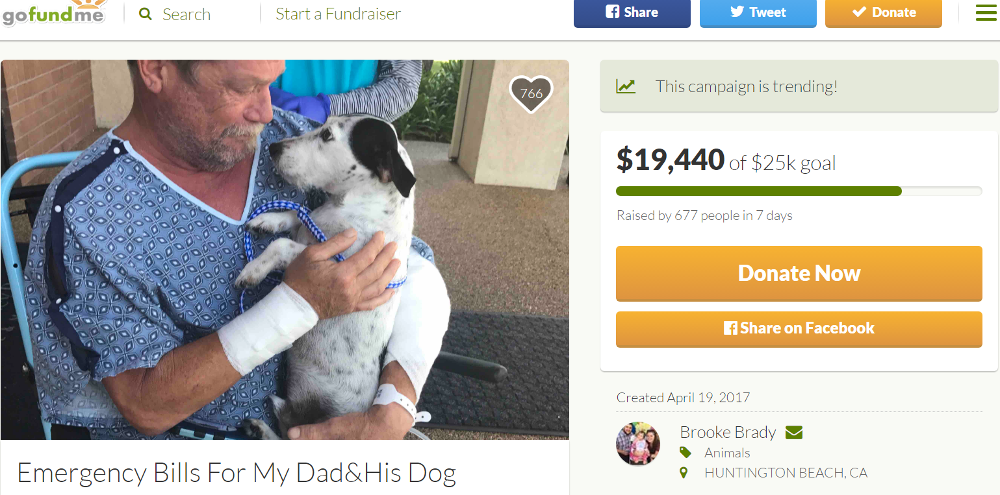 gofundme
Search
Start a Fundraiser
Share
Tweet
Donate
766
This campaign is trending!
$19,440 of $25k goal
Raised by 677 people in 7 days
Donate Now
Share on Facebook
Created April 19, 2017
Brooke Brady
Animals
HUNTINGTON BEACH, CA
Emergency Bills For My Dad&His Dog